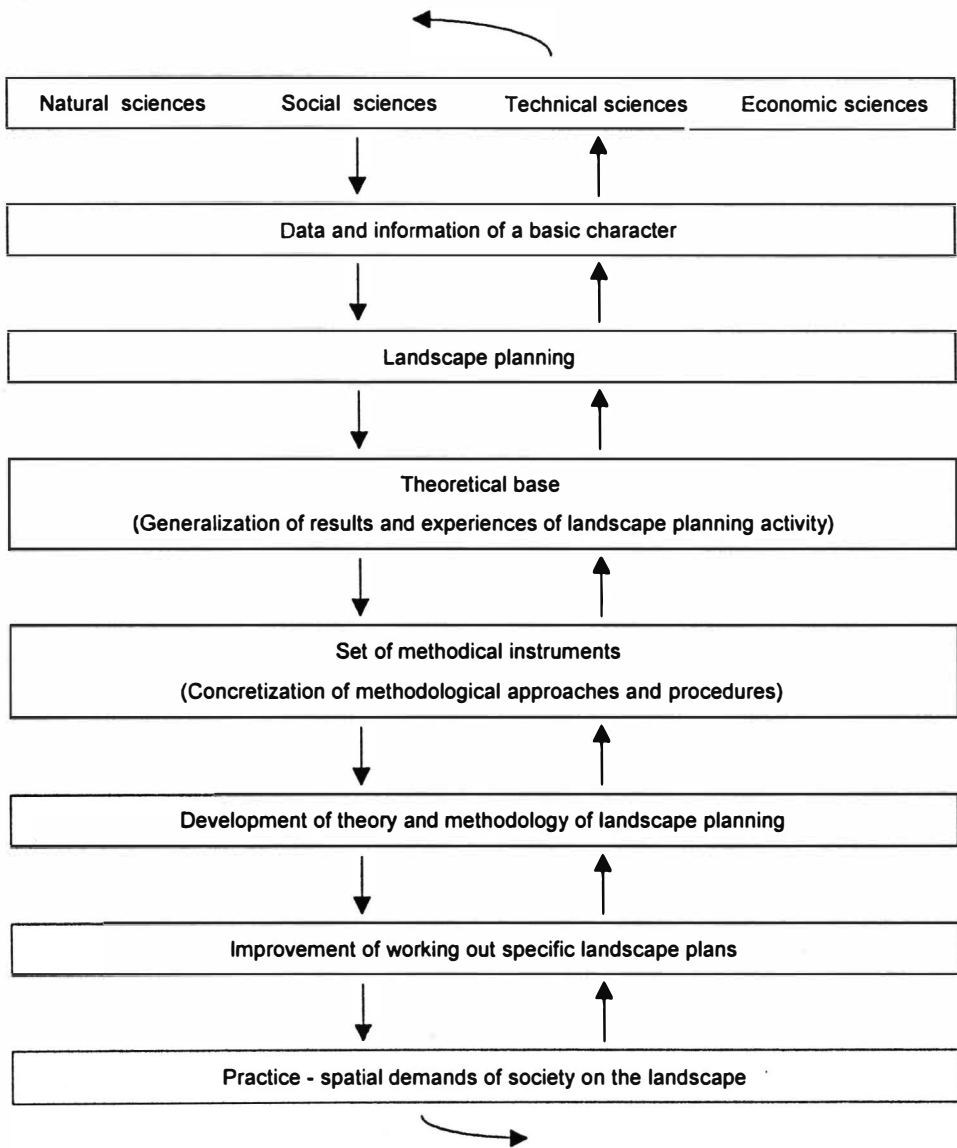 Natural sciences Social sciences Technical sciences Economic sciences
Data and information of a basic character
Landscape planning
Theoretical base
(Generalization of results and experiences of landscape planning activity)
Set of methodical instruments
(Concretization of methodological approaches and procedures)
Development of theory and methodology of landscape planning
Improvement of working out specific landscape plans
Practice - spatial demands of society on the landscape